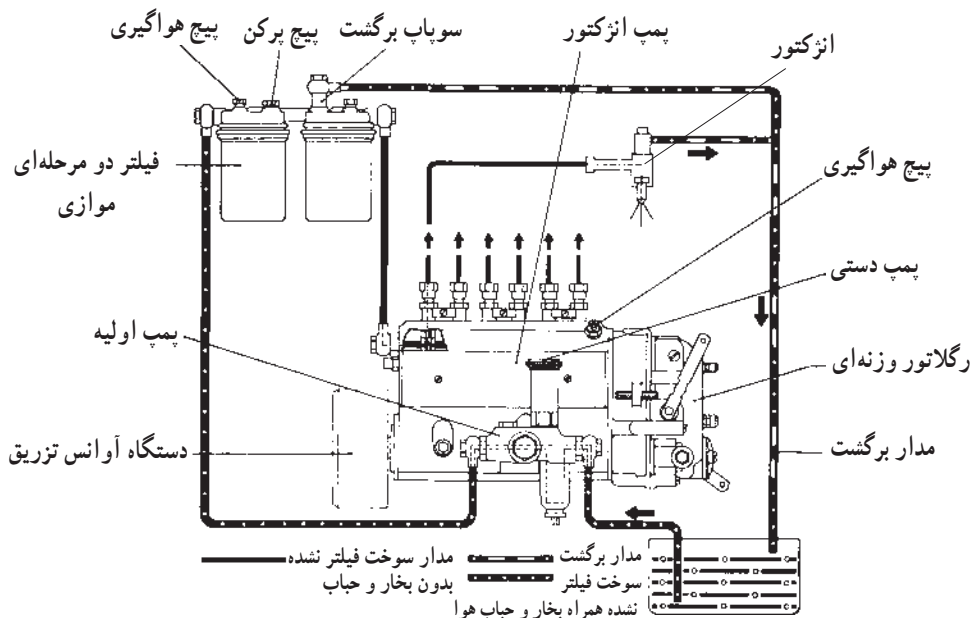 پیچ هواگیری
پیچ پرکن
سوپاپ برگشت
پمپ انژکتور
انژکتور
فیلتر دو مرحله‌ای
موازی
پیچ هواگیری
پمپ دستی
پمپ اولیه
رگلاتور وزنه‌ای
دستگاه آوانس تزریق
مدار برگشت
مدار برگشت
سوخت فیلتر
نشده همراه بخار و حباب هوا
مدار سوخت فیلتر نشده
بدون بخار و حباب